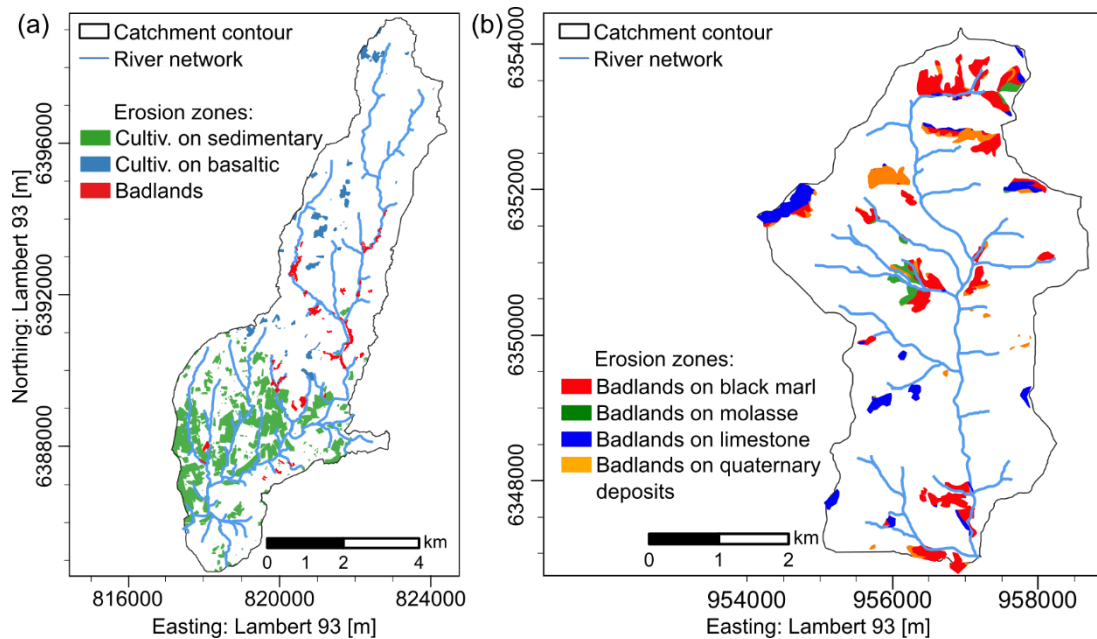 (a)
Catchment contour
River network
Erosion zones:
Cultiv. on sedimentary
Cultiv. on basaltic
Badlands
Northing: Lambert 93 [m]
6396000
6392000
6388000
0 2 4 km
816000 820000 824000
Easting: Lambert 93 [m]
(b)
Catchment contour
River network
6354000
6352000
6350000
6348000
Erosion zones:
Badlands on black marl
Badlands on molasse
Badlands on limestone
Badlands on quaternary
deposits
km
0 1 2
954000 956000 958000
Easting: Lambert 93 [m]